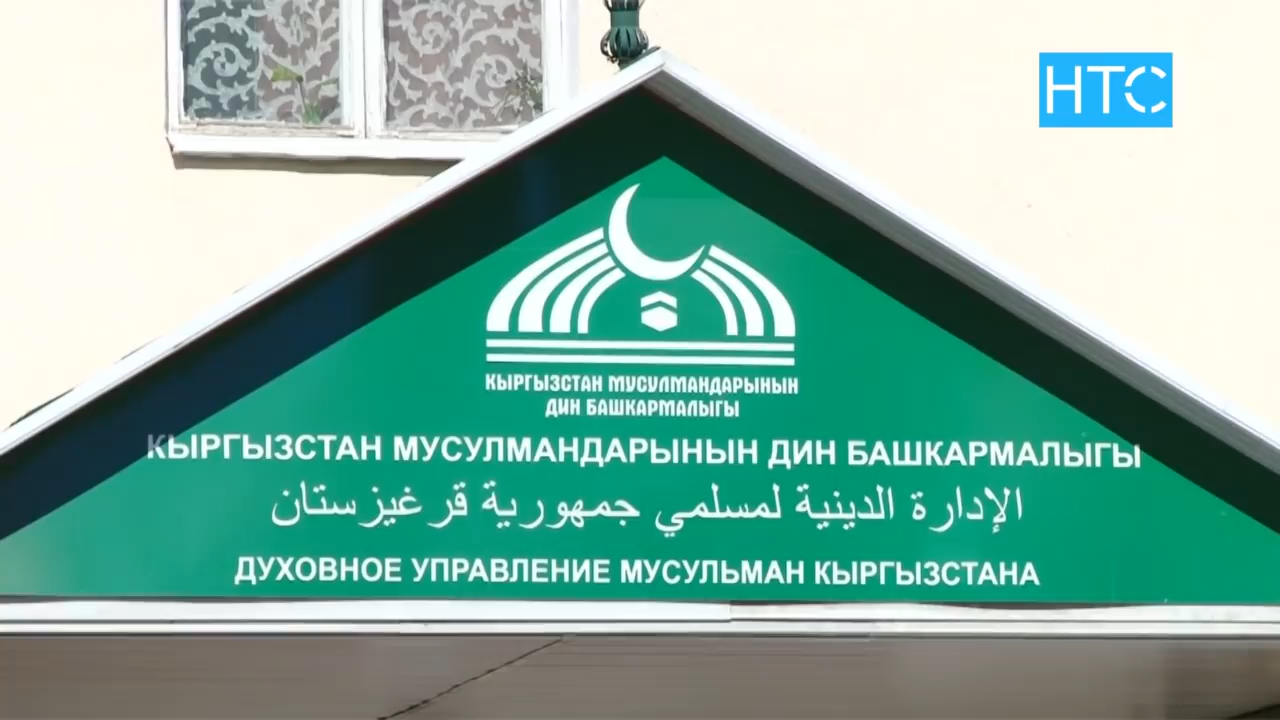 НТС
КЫРГЫЗСТАН МУСУЛМАНДАРЫНЫН
ДИН БАШКАРМАЛЫГЫ
КЫРГЫЗСТАН МУСУЛМАНДАРЫНЫН ДИН БАШКАРМАЛЫГЫ
الإدارة الدينية لمسلمي جمهورية قرغيزستان
ДУХОВНОЕ УПРАВЛЕНИЕ МУСУЛЬМАН КЫРГЫЗСТАНА